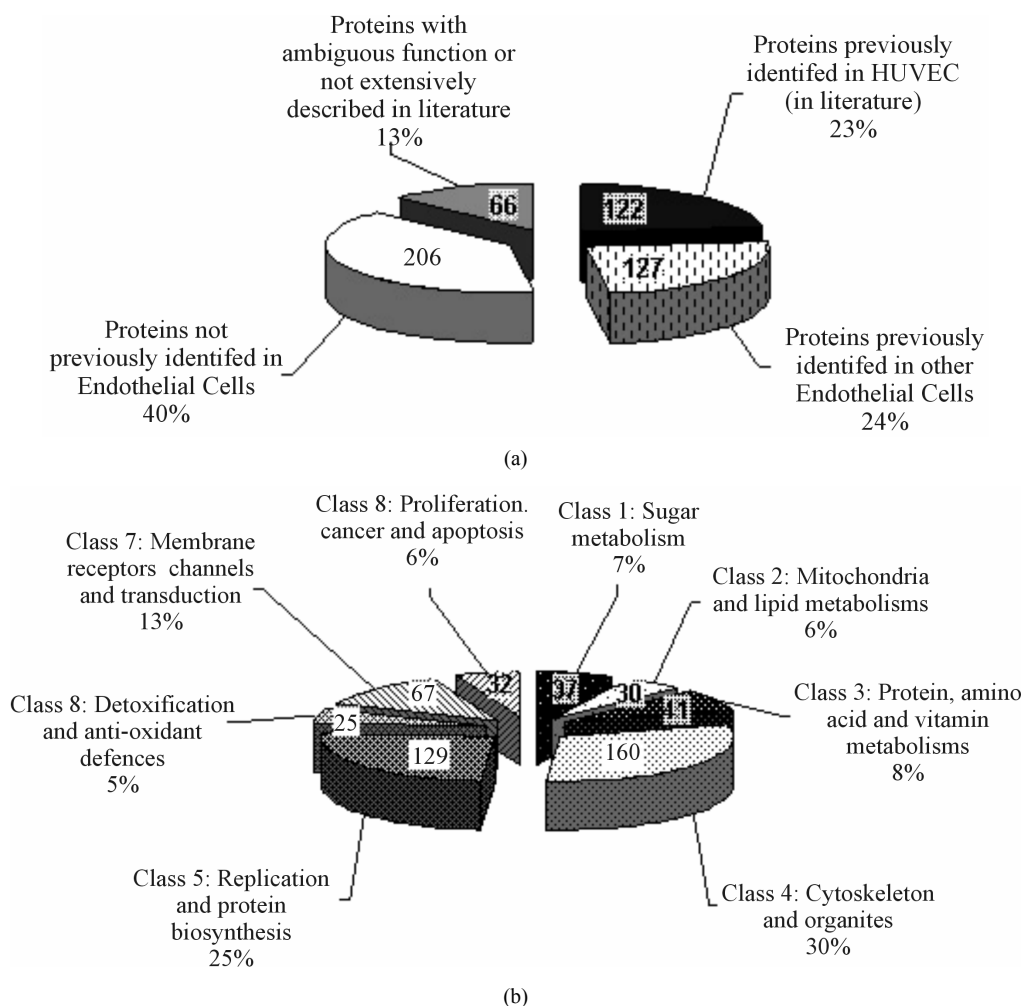 Proteins with
ambiguous function or
not extensively
described in literature
13%
Proteins previously
identifed in HUVEC
(in literature)
23%
66
122
206
127
Proteins not
previously identifed in
Endothelial Cells
40%
Proteins previously
identifed in other
Endothelial Cells
24%
(a)
Class 8: Proliferation.
cancer and apoptosis
6%
Class 1: Sugar
metabolism
7%
Class 7: Membrane
receptors channels
and transduction
13%
Class 2: Mitochondria
and lipid metabolisms
6%
Class 8: Detoxification
and anti-oxidant
defences
5%
Class 3: Protein, amino
acid and vitamin
metabolisms
8%
32
37
67
30
25
41
129
160
Class 5: Replication
and protein
biosynthesis
25%
Class 4: Cytoskeleton
and organites
30%
(b)